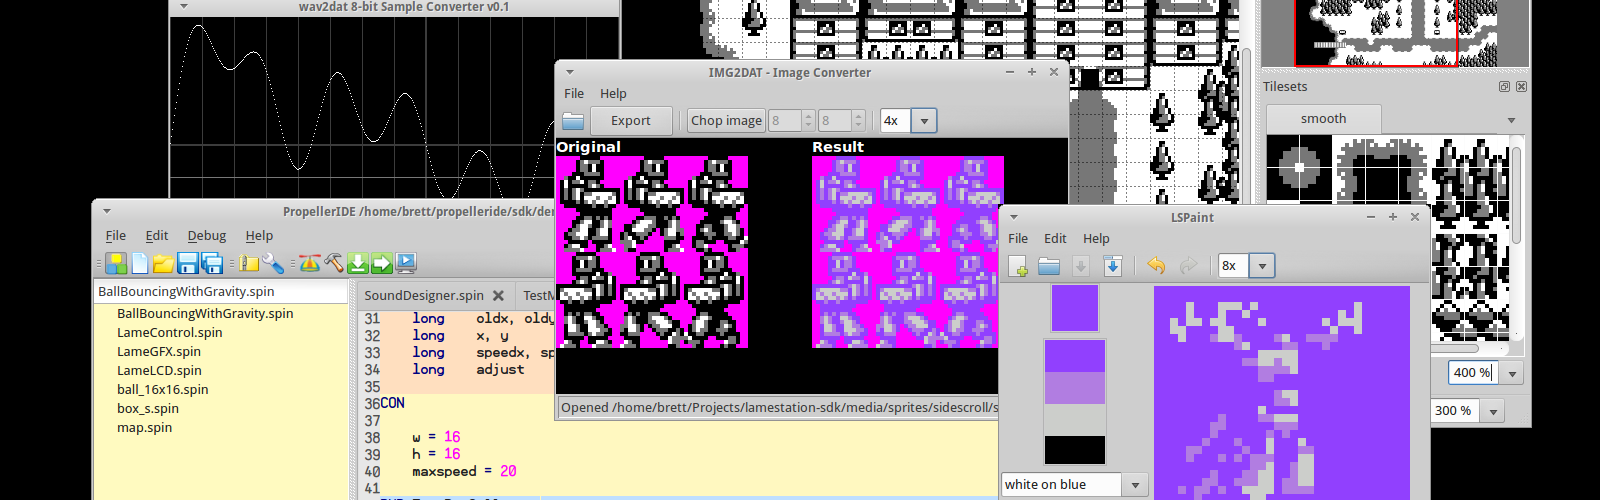 wav2dat 8-bit Sample Converter v0.1
IMG2DAT - Image Converter
File Help
Export Chop image 8 8 4x
Original Result
Opened /home/brett/Projects/lamestation-sdk/media/sprites/sidescroll/s
Tilesets
smooth
400 %
300 %
PropellerIDE /home/brett/propelleride/sdk/de
File Edit Debug Help
BallBouncingWithGravity.spin
BallBouncingWithGravity.spin
LameControl.spin
LameGFX.spin
LameLCD.spin
ball_16x16.spin
box_s.spin
map.spin
SoundDesigner.spin TestM
31 long oldx, oldy
32 long x, y
33 long speedx, sp
34 long adjust
35
36 CON
37
38 w = 16
39 h = 16
40 maxspeed = 20
41
LSPaint
File Edit Help
8x
white on blue